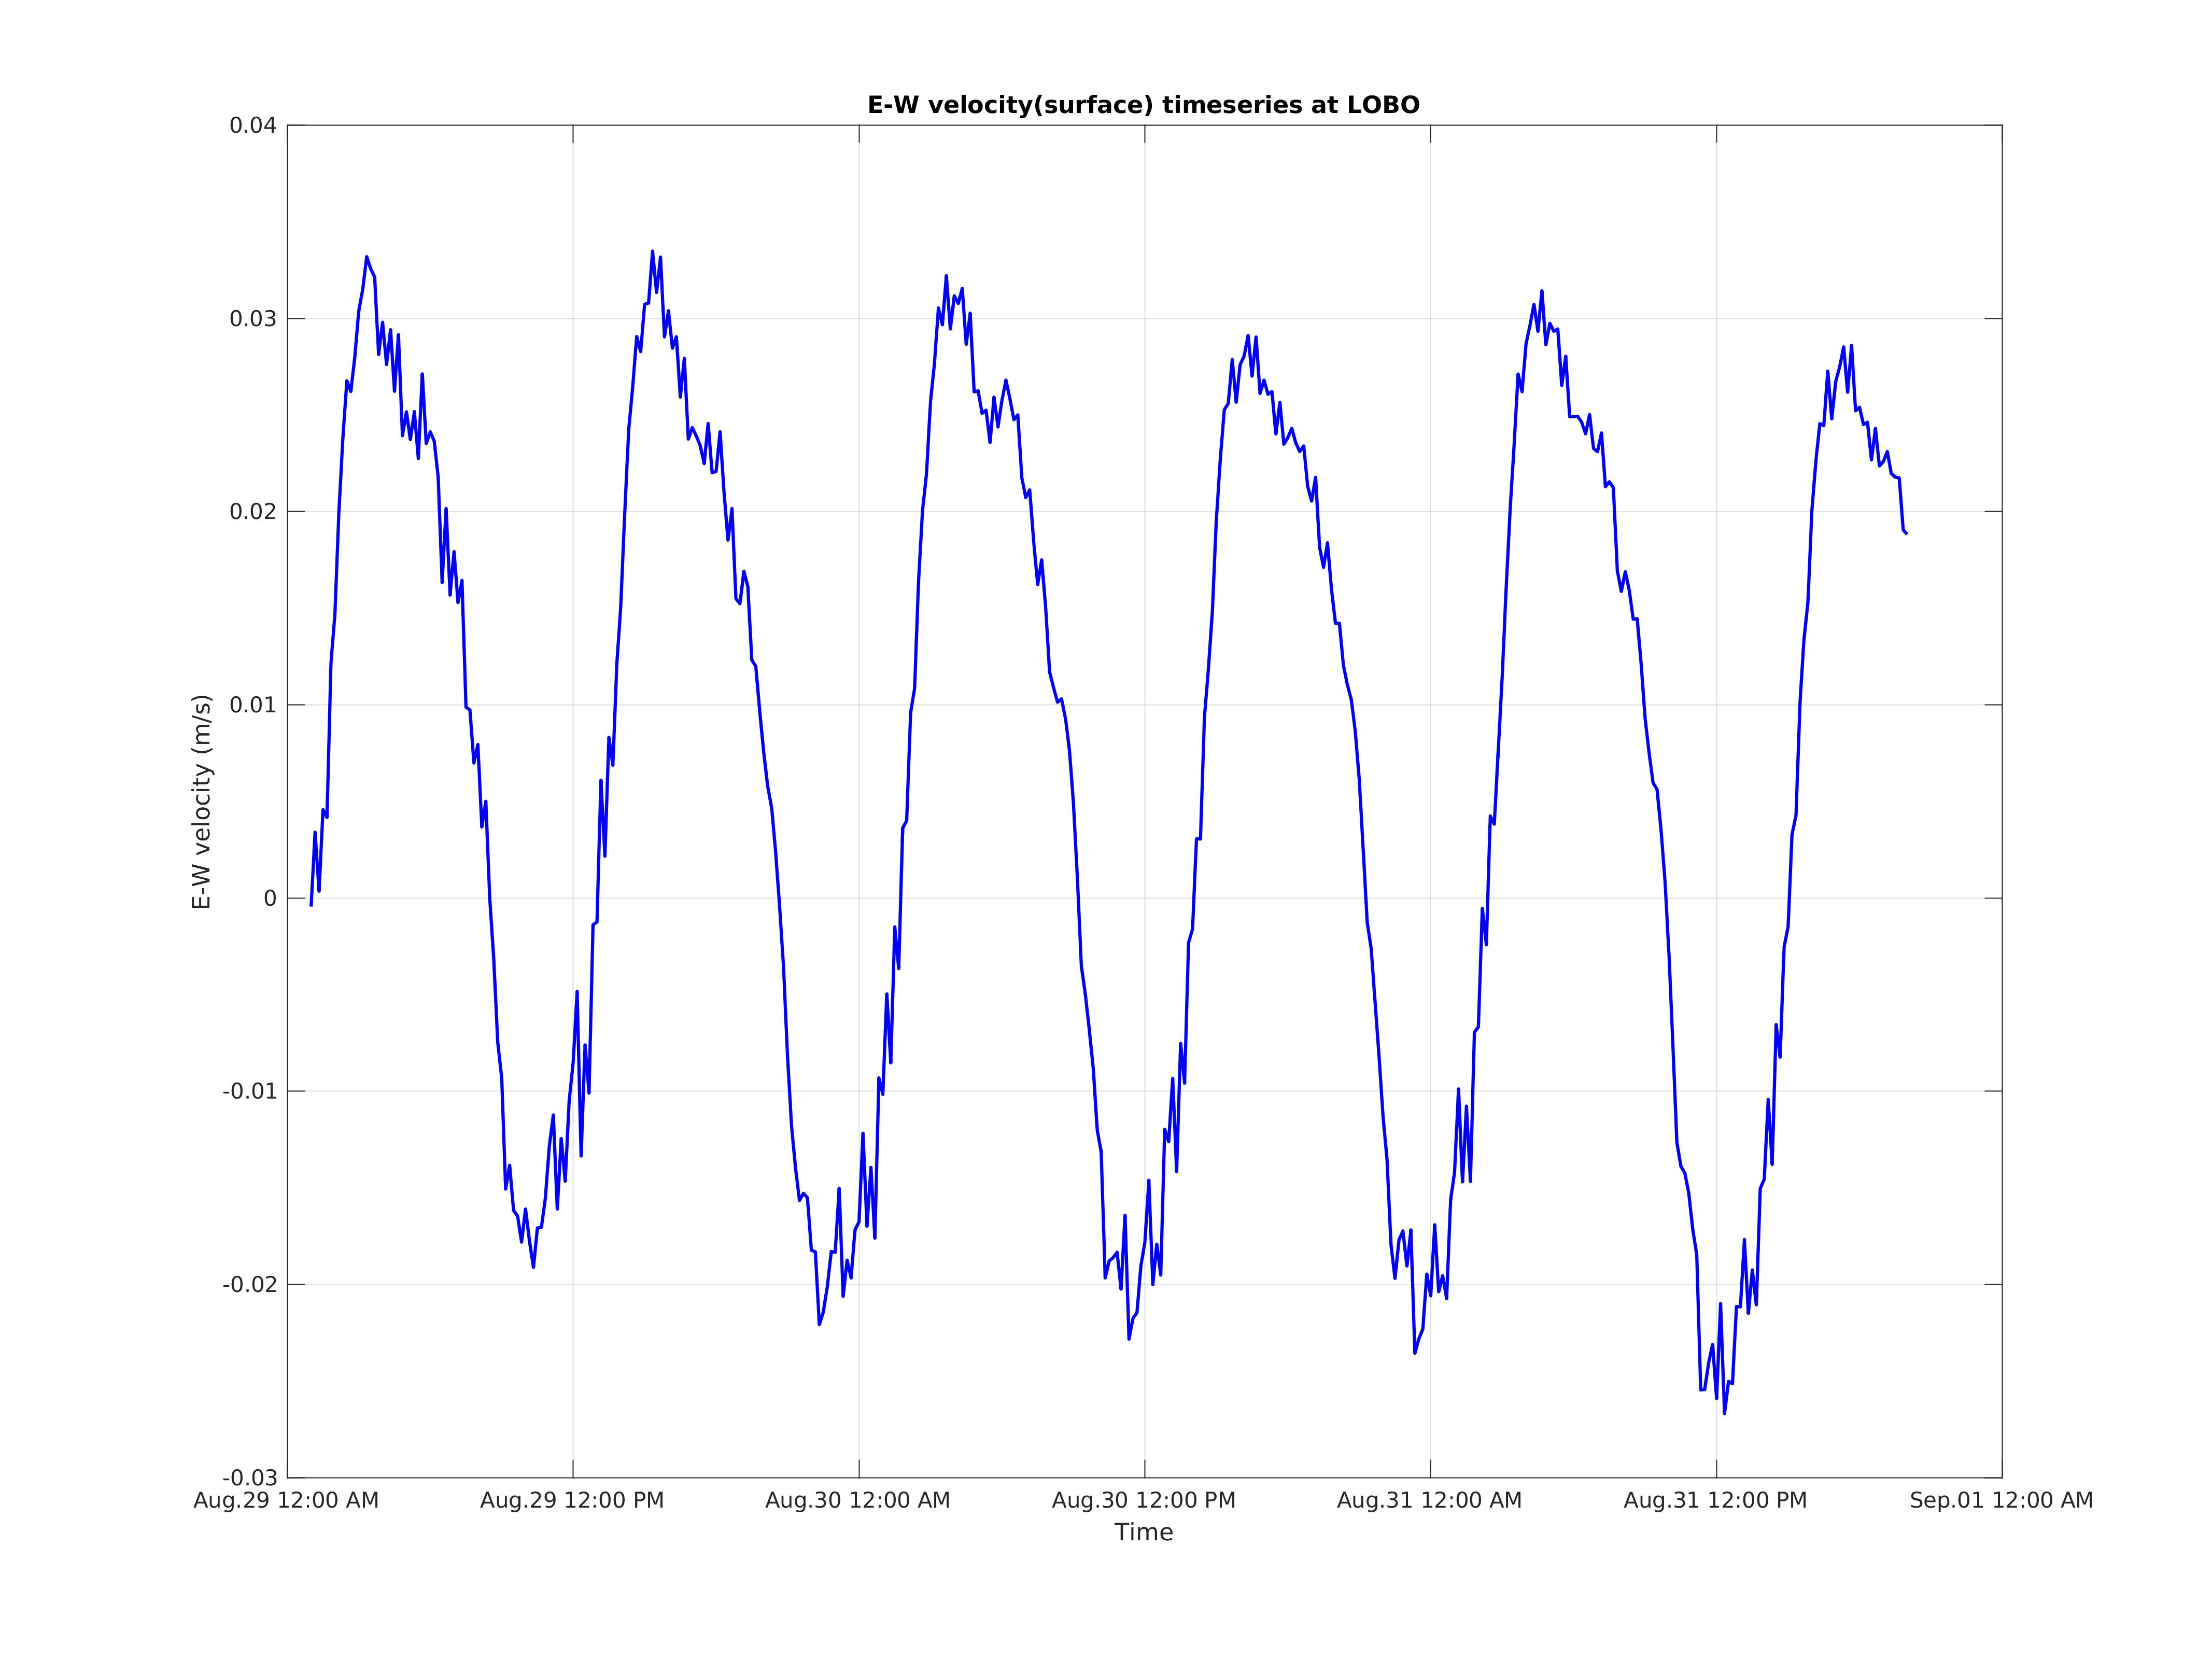 E-W velocity(surface) timeseries at LOBO
0.04
0.03
0.02
0.01
0
-0.01
-0.02
-0.03
E-W velocity (m/s)
Aug.29 12:00 AM Aug.29 12:00 PM Aug.30 12:00 AM Aug.30 12:00 PM Aug.31 12:00 AM Aug.31 12:00 PM Sep.01 12:00 AM
Time